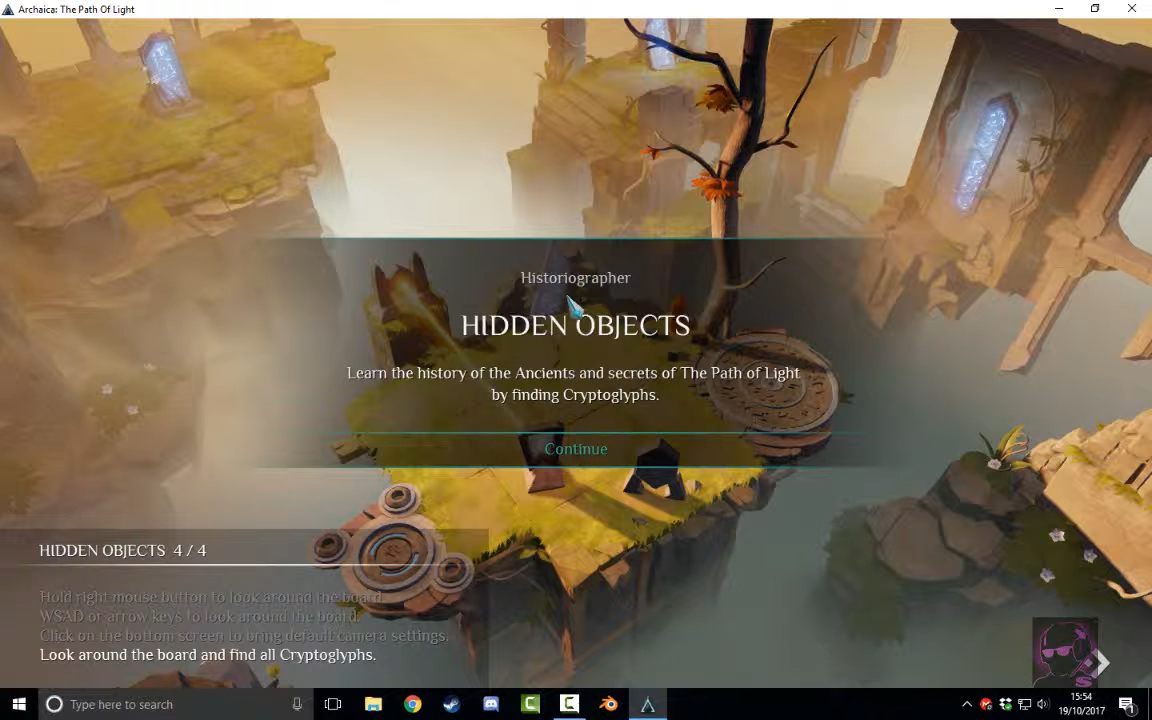 Archaica: The Path Of Light
Historiographer
HIDDEN OBJECTS
Learn the history of the Ancients and secrets of The Path of Light
by finding Cryptoglyphs.
Continue
HIDDEN OBJECTS 4 / 4
Hold right mouse button to look around the board.
WSAD or arrow keys to look around the board.
Click on the bottom screen to bring default camera settings.
Look around the board and find all Cryptoglyphs.
Type here to search
15:54
19/10/2017
1